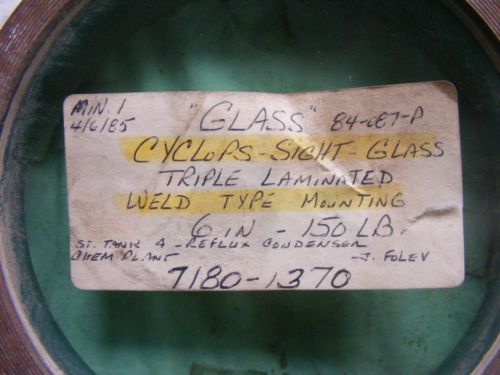 MIN. 1
4/6/85
"GLASS" 84-087-P
CYCLOPS-SIGHT-GLASS
TRIPLE LAMINATED
WELD TYPE MOUNTING
6 IN - 150 LB.
ST. TANK 4 - REFLUX CONDENSER
CHEM PLANT - J. FOLEY
7180-1370